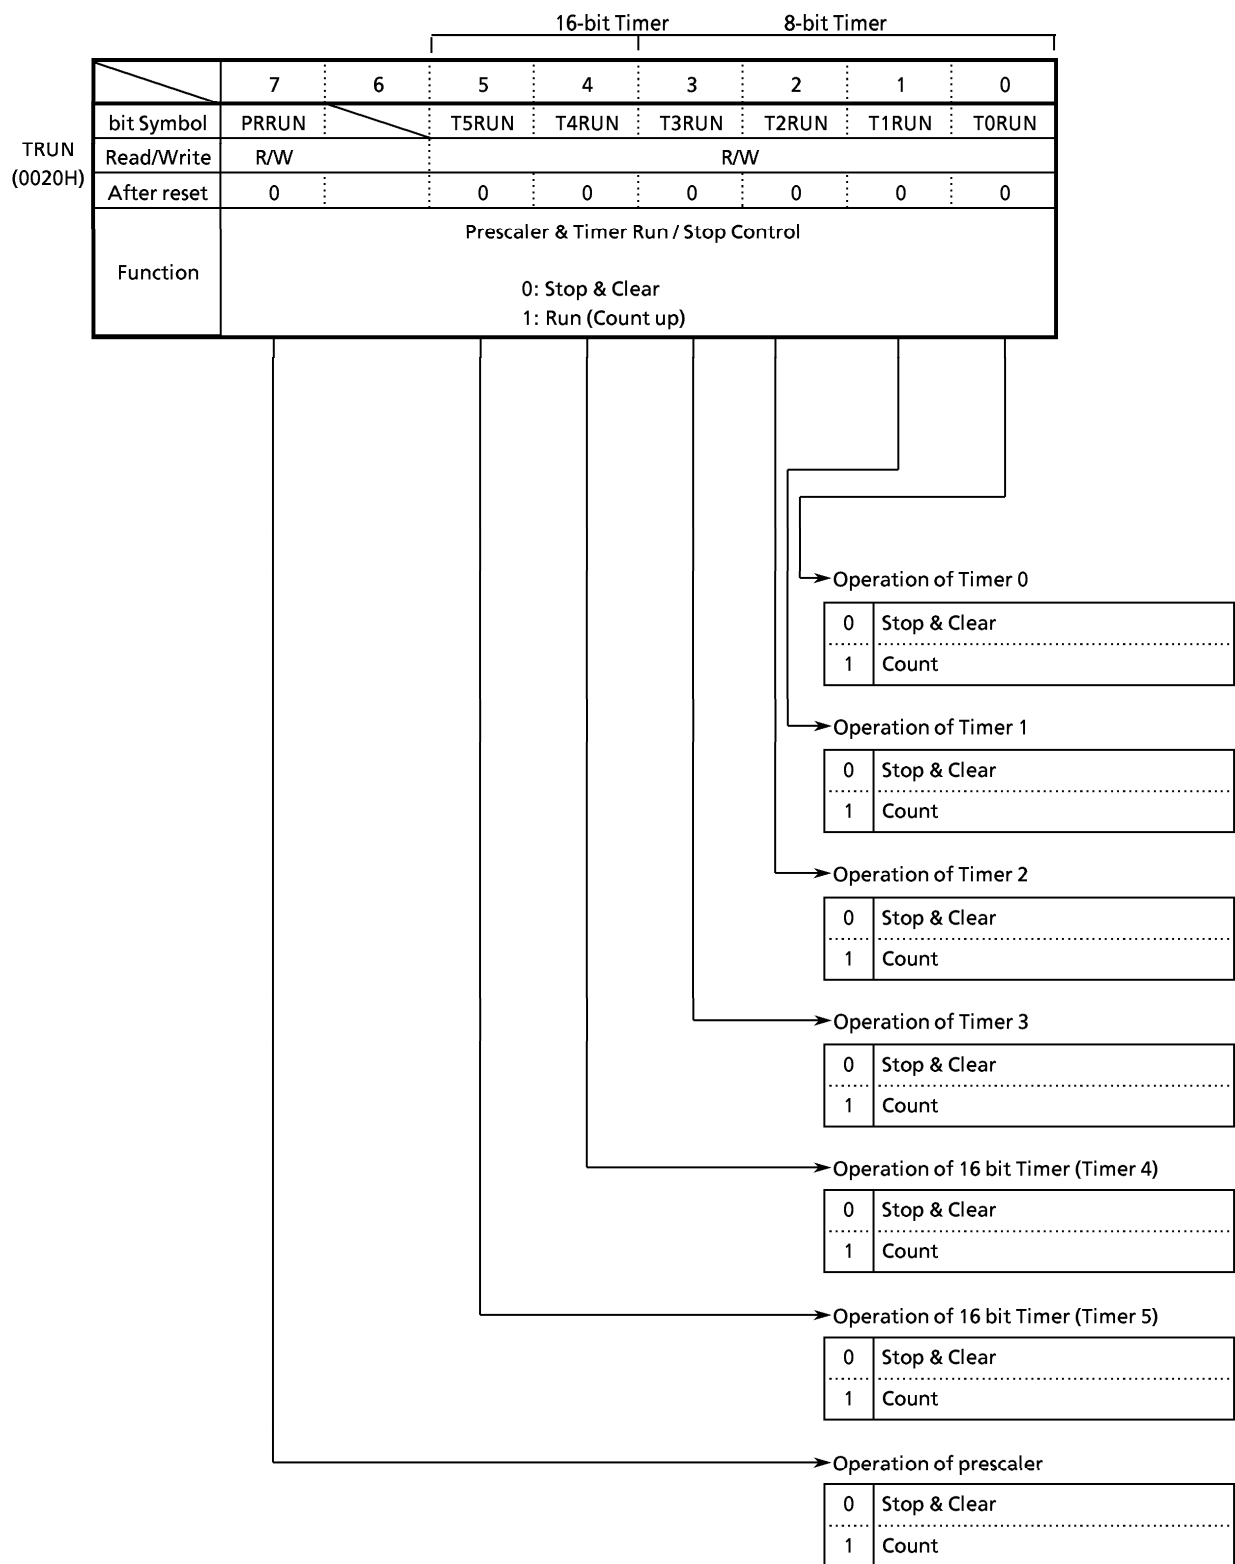 16-bit Timer 8-bit Timer
7 6 5 4 3 2 1 0
bit Symbol PRRUN T5RUN T4RUN T3RUN T2RUN T1RUN T0RUN
TRUN
(0020H)
Read/Write R/W R/W
After reset 0 0 0 0 0 0 0
Function
Prescaler & Timer Run / Stop Control
0: Stop & Clear
1: Run (Count up)
Operation of Timer 0
0 Stop & Clear
1 Count
Operation of Timer 1
0 Stop & Clear
1 Count
Operation of Timer 2
0 Stop & Clear
1 Count
Operation of Timer 3
0 Stop & Clear
1 Count
Operation of 16 bit Timer (Timer 4)
0 Stop & Clear
1 Count
Operation of 16 bit Timer (Timer 5)
0 Stop & Clear
1 Count
Operation of prescaler
0 Stop & Clear
1 Count